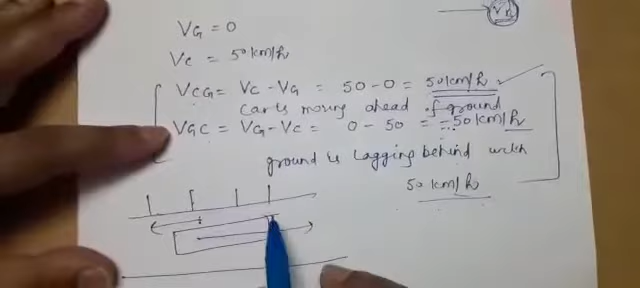 VG = 0
VC = 50 km/h
VCG = VC - VG = 50 - 0 = 50 km/h
car is moving ahead of ground
VGC = VG - VC = 0 - 50 = -50 km/hr
ground is lagging behind with
50 km/h